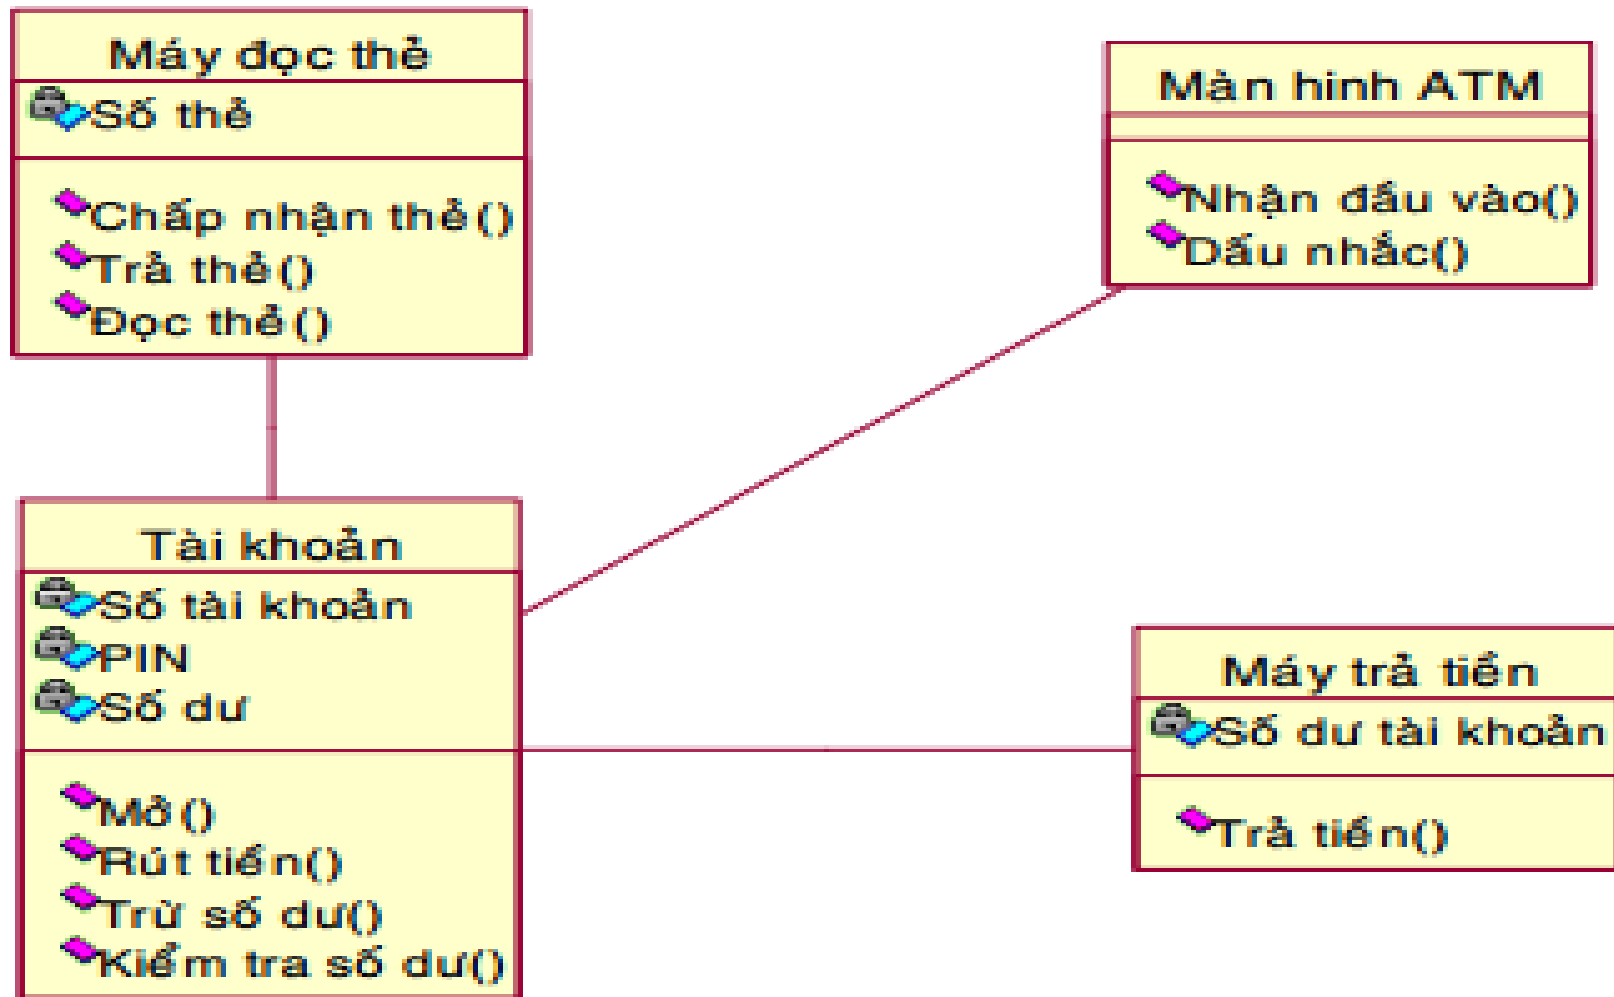 Máy đọc thẻ
Số thẻ
Chấp nhận thẻ()
Trả thẻ()
Đọc thẻ()
Màn hinh ATM
Nhận đầu vào()
Dấu nhắc()
Tài khoản
Số tài khoản
PIN
Số dư
Mở()
Rút tiền()
Trừ số dư()
Kiểm tra số dư()
Máy trả tiền
Số dư tài khoản
Trả tiền()